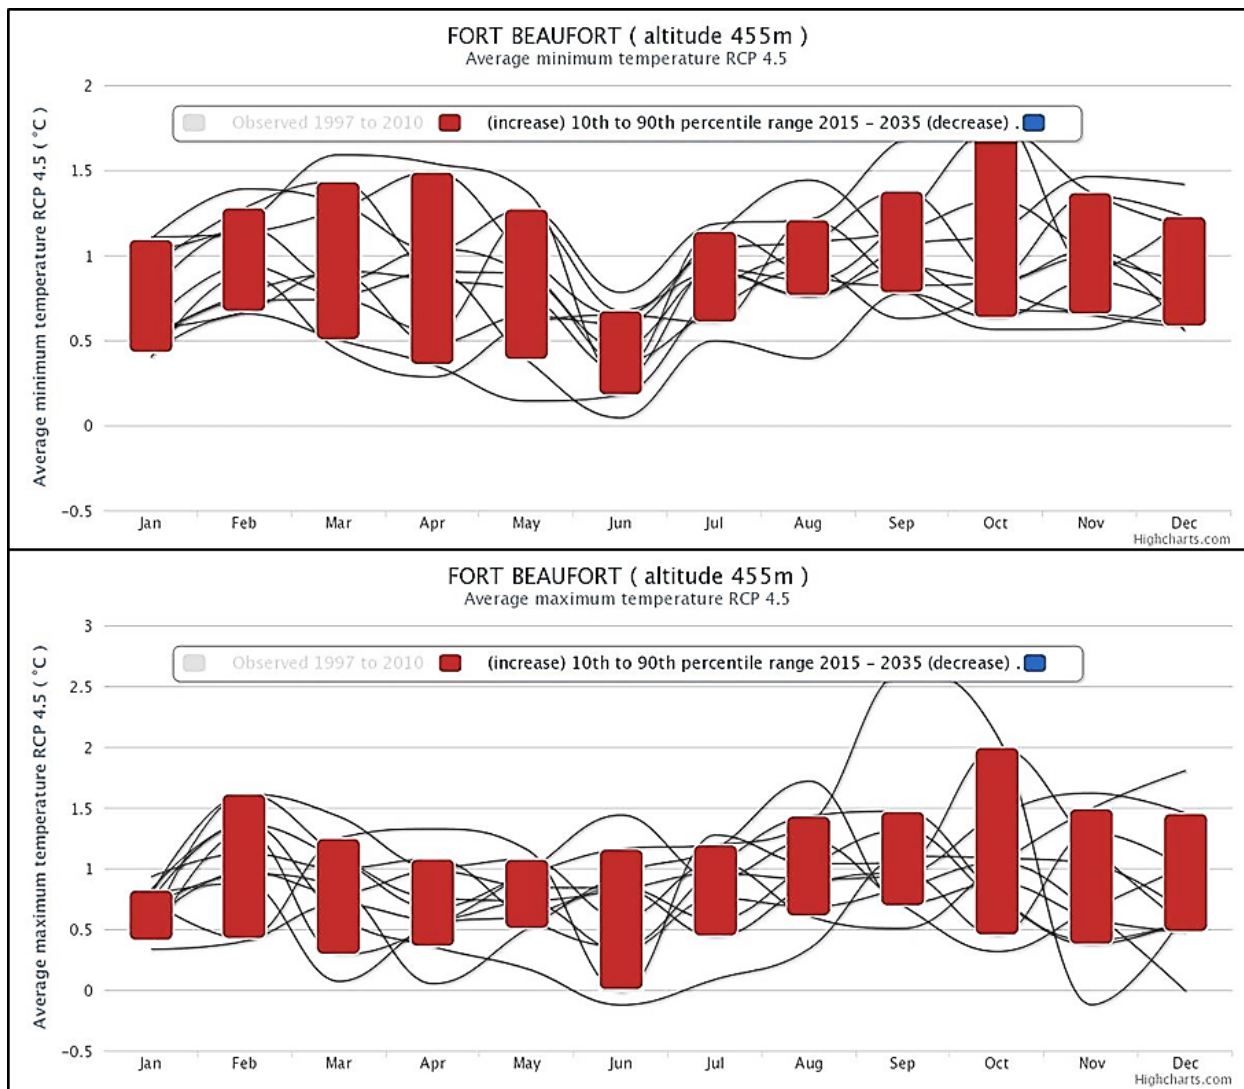 FORT BEAUFORT ( altitude 455m )
Average minimum temperature RCP 4.5
Average minimum temperature RCP 4.5 ( °C )
2
Observed 1997 to 2010 (increase) 10th to 90th percentile range 2015 – 2035 (decrease) .
1.5
1
0.5
0
-0.5
Jan Feb Mar Apr May Jun Jul Aug Sep Oct Nov Dec
Highcharts.com
FORT BEAUFORT ( altitude 455m )
Average maximum temperature RCP 4.5
Average maximum temperature RCP 4.5 ( °C )
3
Observed 1997 to 2010 (increase) 10th to 90th percentile range 2015 – 2035 (decrease) .
2.5
2
1.5
1
0.5
0
-0.5
Jan Feb Mar Apr May Jun Jul Aug Sep Oct Nov Dec
Highcharts.com